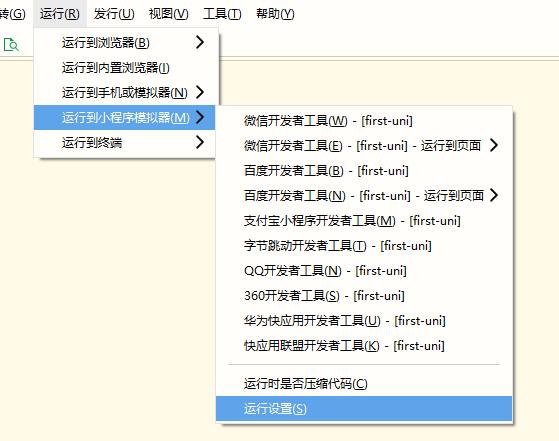 转(G) 运行(R) 发行(U) 视图(V) 工具(T) 帮助(Y)
运行到浏览器(B)
运行到内置浏览器(I)
运行到手机或模拟器(N)
运行到小程序模拟器(M)
运行到终端
微信开发者工具(W) - [first-uni]
微信开发者工具(E) - [first-uni] - 运行到页面
百度开发者工具(B) - [first-uni]
百度开发者工具(N) - [first-uni] - 运行到页面
支付宝小程序开发者工具(M) - [first-uni]
字节跳动开发者工具(T) - [first-uni]
QQ开发者工具(N) - [first-uni]
360开发者工具(S) - [first-uni]
华为快应用开发者工具(U) - [first-uni]
快应用联盟开发者工具(K) - [first-uni]
运行时是否压缩代码(C)
运行设置(S)